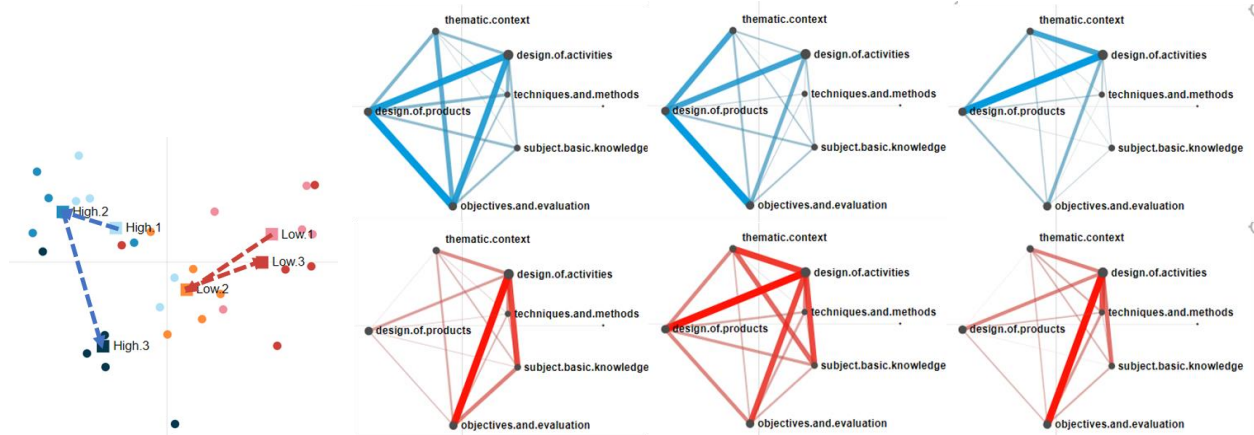 High.2
High.1
Low.1
Low.3
Low.2
High.3
thematic.context
design.of.activities
techniques.and.methods
design.of.products
subject.basic.knowledge
objectives.and.evaluation
thematic.context
design.of.activities
techniques.and.methods
design.of.products
subject.basic.knowledge
objectives.and.evaluation
thematic.context
design.of.activities
techniques.and.methods
design.of.products
subject.basic.knowledge
objectives.and.evaluation
thematic.context
design.of.activities
techniques.and.methods
design.of.products
subject.basic.knowledge
objectives.and.evaluation
thematic.context
design.of.activities
techniques.and.methods
design.of.products
subject.basic.knowledge
objectives.and.evaluation
thematic.context
design.of.activities
techniques.and.methods
design.of.products
subject.basic.knowledge
objectives.and.evaluation